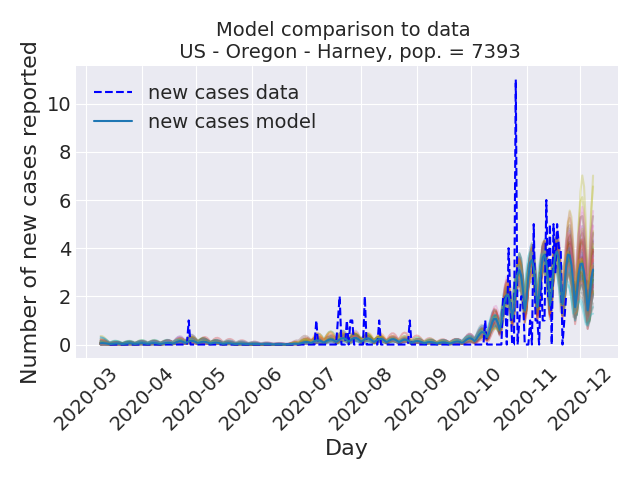 Model comparison to data
US - Oregon - Harney, pop. = 7393
Number of new cases reported
new cases data
new cases model
10
8
6
4
2
0
2020-03
2020-04
2020-05
2020-06
2020-07
2020-08
2020-09
2020-10
2020-11
2020-12
Day